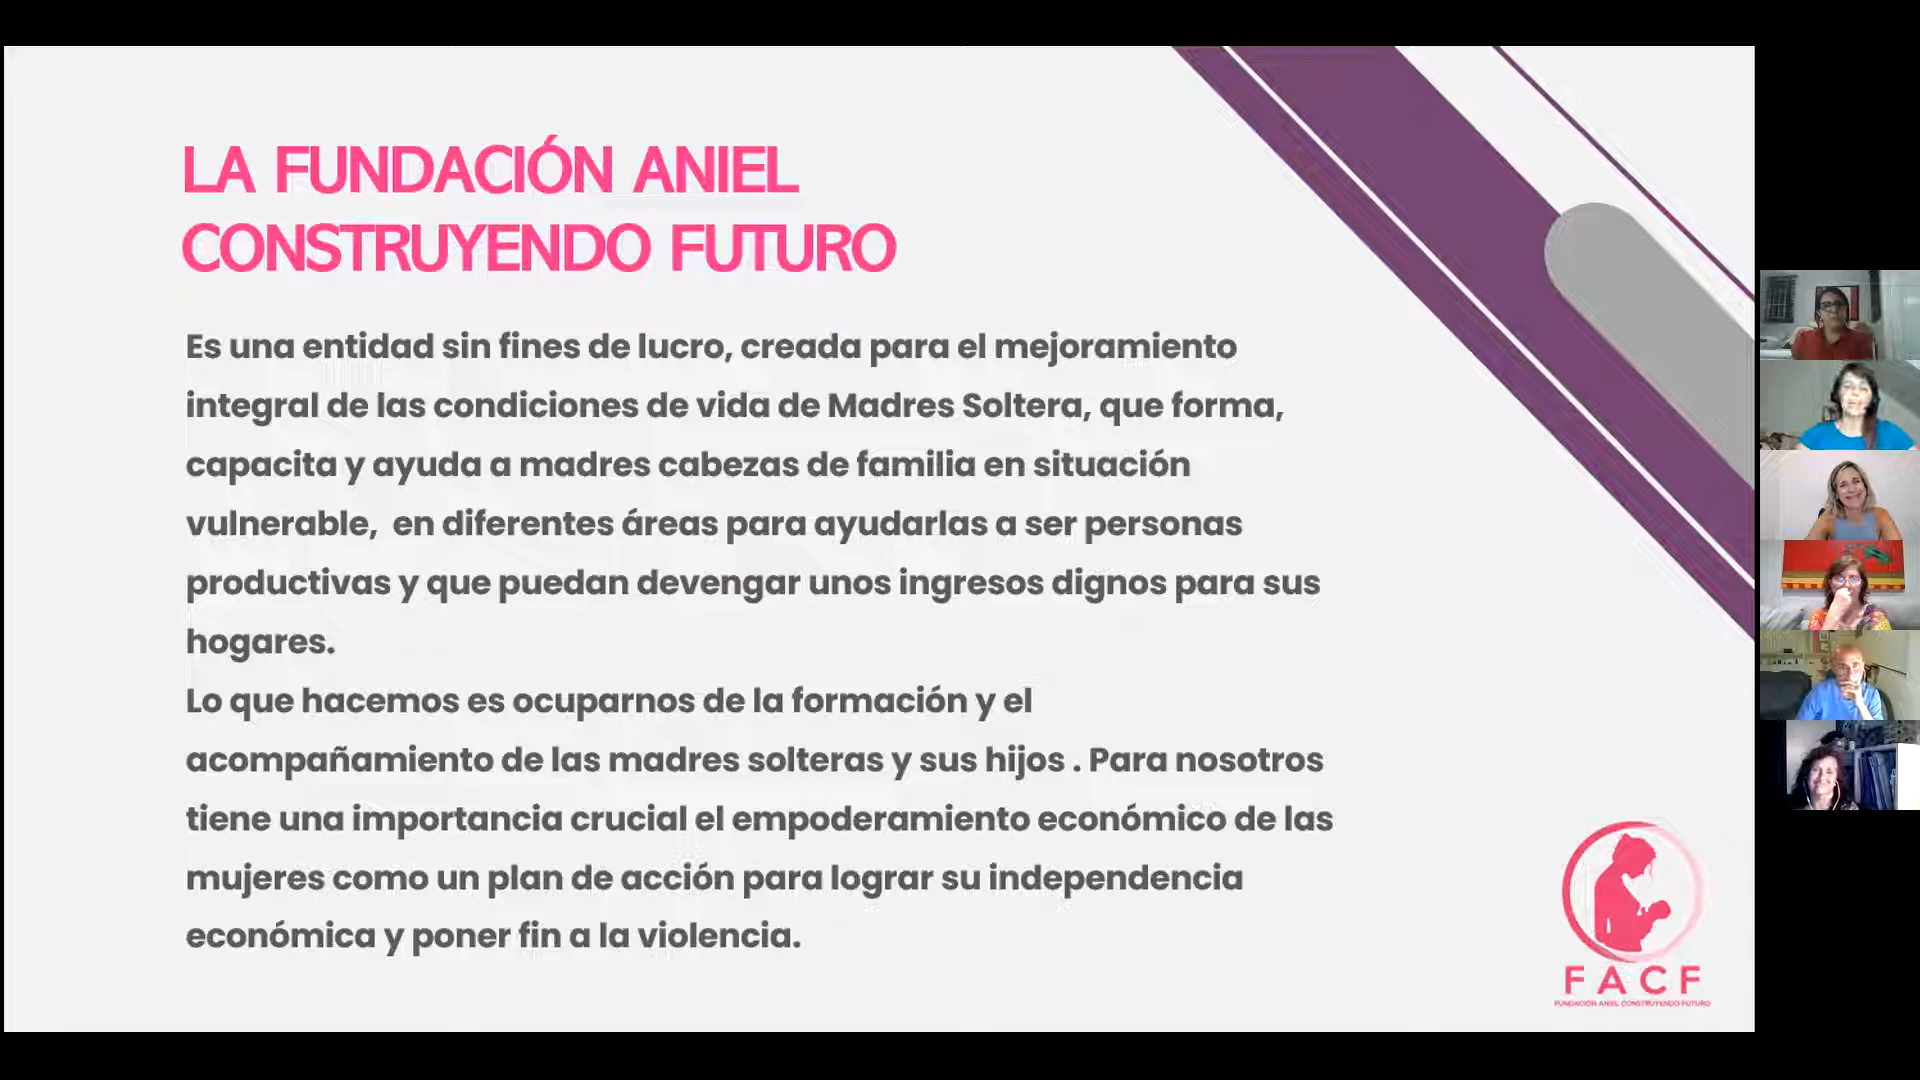 LA FUNDACIÓN ANIEL
CONSTRUYENDO FUTURO
Es una entidad sin fines de lucro, creada para el mejoramiento
integral de las condiciones de vida de Madres Soltera, que forma,
capacita y ayuda a madres cabezas de familia en situación
vulnerable,  en diferentes áreas para ayudarlas a ser personas
productivas y que puedan devengar unos ingresos dignos para sus
hogares.
Lo que hacemos es ocuparnos de la formación y el
acompañamiento de las madres solteras y sus hijos . Para nosotros
tiene una importancia crucial el empoderamiento económico de las
mujeres como un plan de acción para lograr su independencia
económica y poner fin a la violencia.
FACF
FUNDACIÓN ANIEL CONSTRUYENDO FUTURO